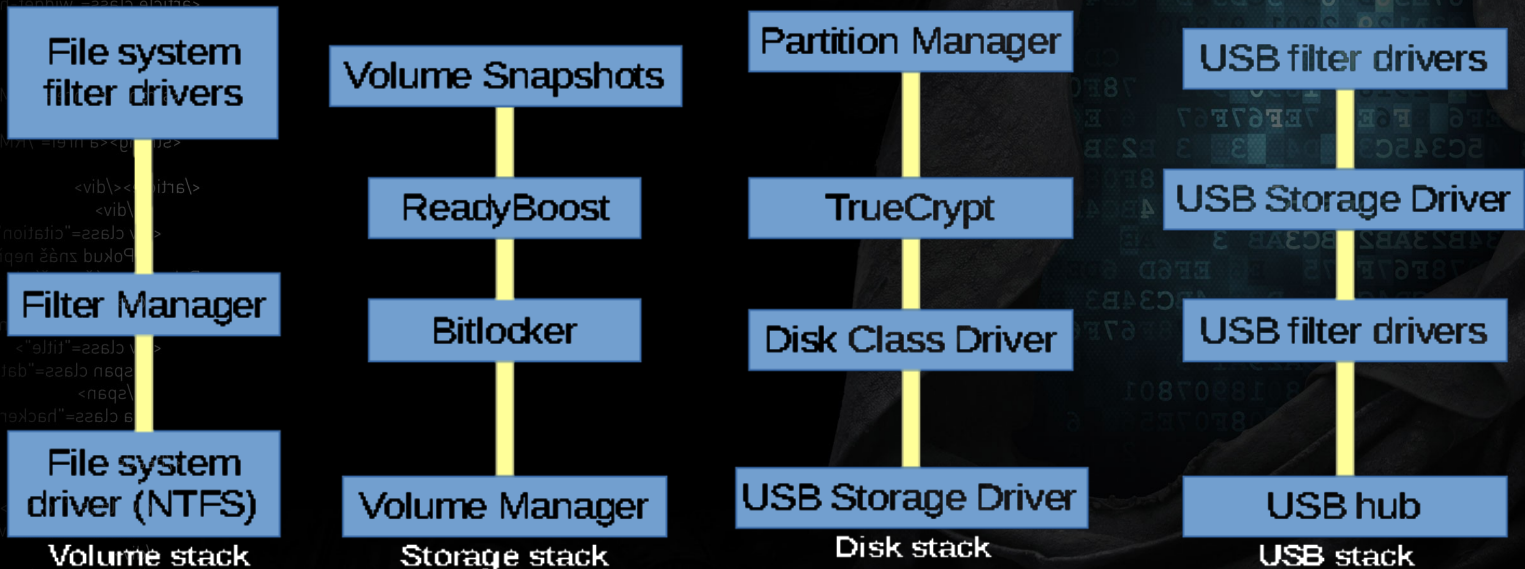 File system
filter drivers
Filter Manager
File system
driver (NTFS)
Volume stack
Volume Snapshots
ReadyBoost
Bitlocker
Volume Manager
Storage stack
Partition Manager
TrueCrypt
Disk Class Driver
USB Storage Driver
Disk stack
USB filter drivers
USB Storage Driver
USB filter drivers
USB hub
USB stack